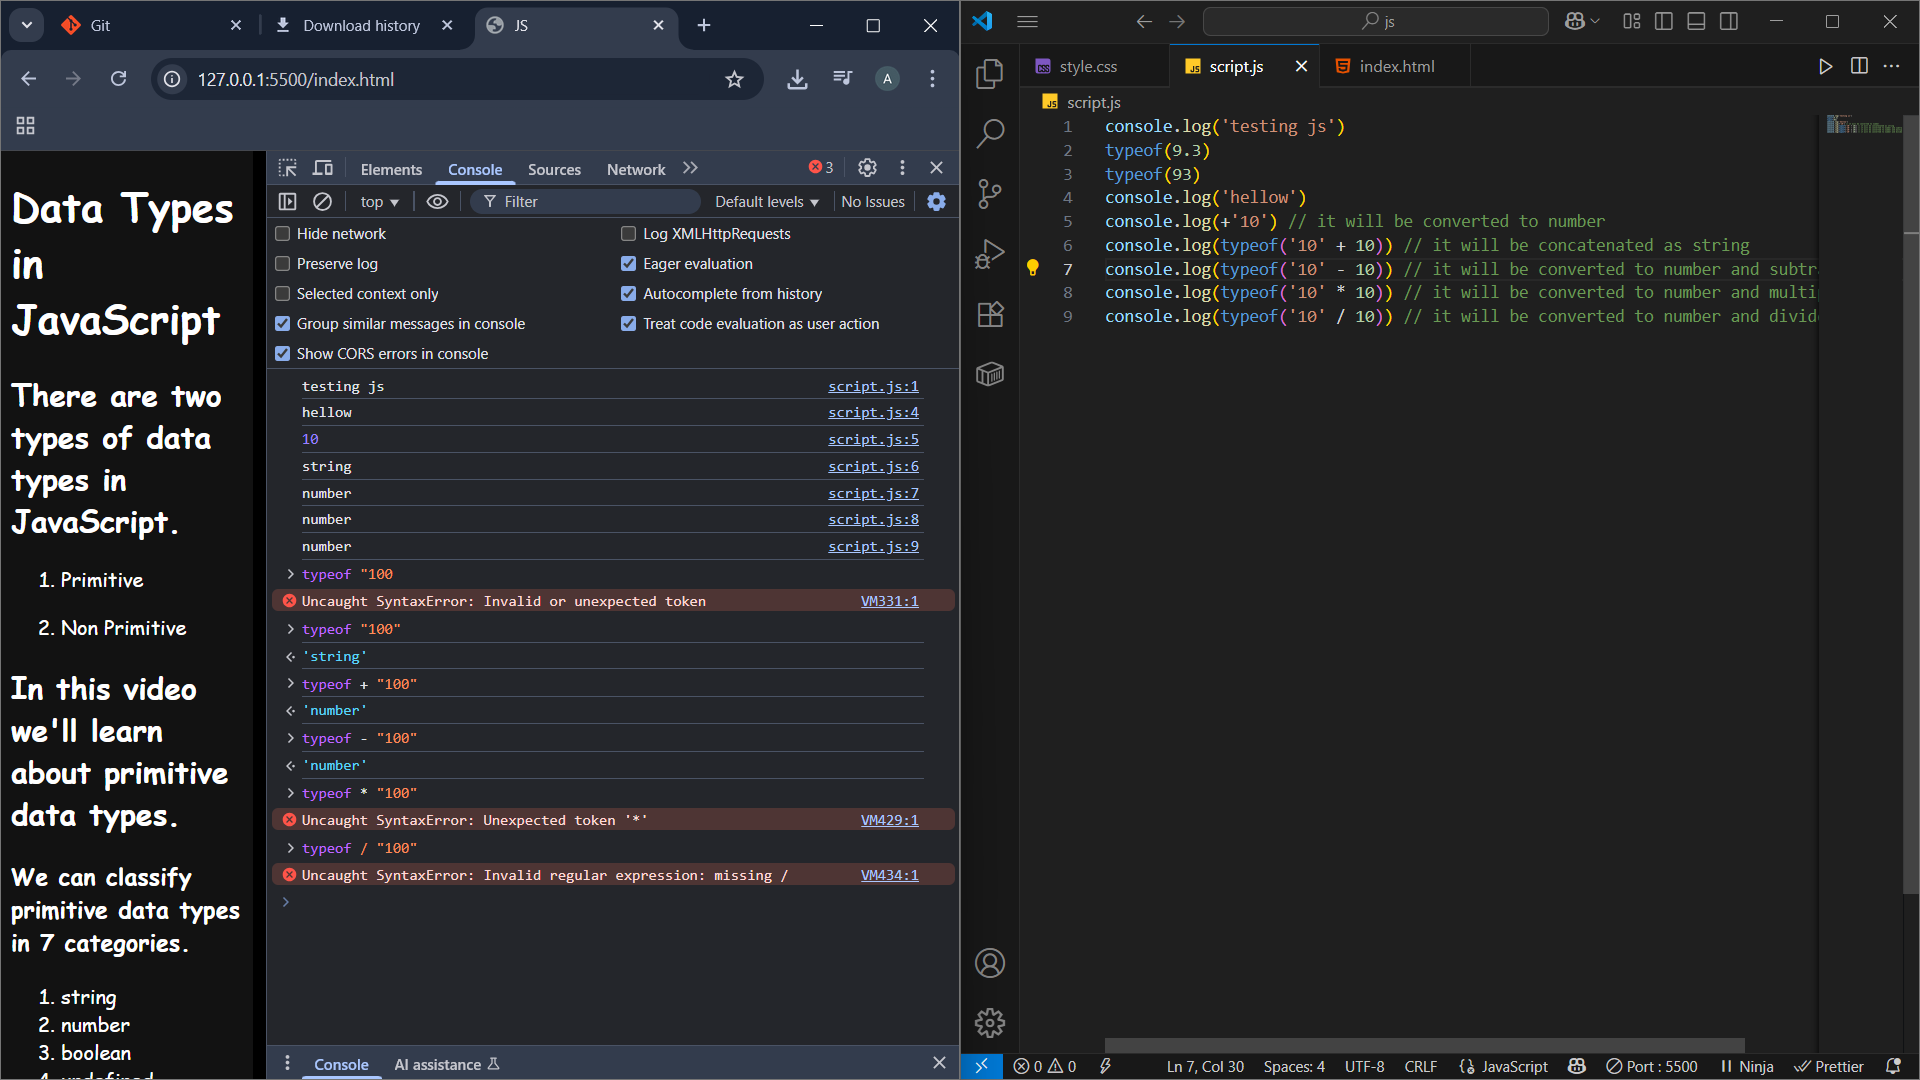 Git
Download history
JS
127.0.0.1:5500/index.html
A
Data Types
in
JavaScript
There are two
types of data
types in
JavaScript.
1. Primitive
2. Non Primitive
In this video
we'll learn
about primitive
data types.
We can classify
primitive data types
in 7 categories.
1. string
2. number
3. boolean
Elements
Console
Sources
Network
3
top
Filter
Default levels
No Issues
Hide network
Log XMLHttpRequests
Preserve log
Eager evaluation
Selected context only
Autocomplete from history
Group similar messages in console
Treat code evaluation as user action
Show CORS errors in console
testing js script.js:1
hellow script.js:4
10 script.js:5
string script.js:6
number script.js:7
number script.js:8
number script.js:9
> typeof "100
Uncaught SyntaxError: Invalid or unexpected token VM331:1
> typeof "100"
'string'
> typeof + "100"
'number'
> typeof - "100"
'number'
> typeof * "100"
Uncaught SyntaxError: Unexpected token '*' VM429:1
> typeof / "100"
Uncaught SyntaxError: Invalid regular expression: missing / VM434:1
>
Console
AI assistance
js
style.css
script.js
index.html
JS script.js
1 console.log('testing js')
2 typeof(9.3)
3 typeof(93)
4 console.log('hellow')
5 console.log(+'10') // it will be converted to number
6 console.log(typeof('10' + 10)) // it will be concatenated as string
7 console.log(typeof('10' - 10)) // it will be converted to number and subtr
8 console.log(typeof('10' * 10)) // it will be converted to number and multi
9 console.log(typeof('10' / 10)) // it will be converted to number and divid
0 0
Ln 7, Col 30
Spaces: 4
UTF-8
CRLF
JavaScript
Port : 5500
Ninja
Prettier